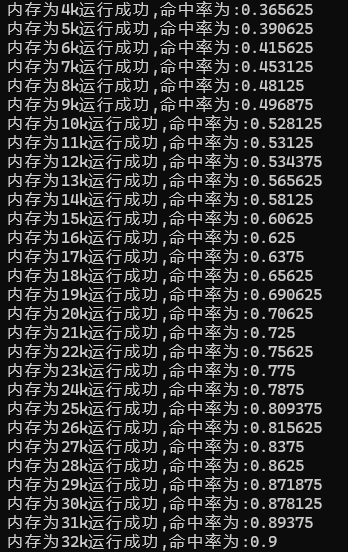 内存为4k运行成功,命中率为:0.365625
内存为5k运行成功,命中率为:0.390625
内存为6k运行成功,命中率为:0.415625
内存为7k运行成功,命中率为:0.453125
内存为8k运行成功,命中率为:0.48125
内存为9k运行成功,命中率为:0.496875
内存为10k运行成功,命中率为:0.528125
内存为11k运行成功,命中率为:0.53125
内存为12k运行成功,命中率为:0.534375
内存为13k运行成功,命中率为:0.565625
内存为14k运行成功,命中率为:0.58125
内存为15k运行成功,命中率为:0.60625
内存为16k运行成功,命中率为:0.625
内存为17k运行成功,命中率为:0.6375
内存为18k运行成功,命中率为:0.65625
内存为19k运行成功,命中率为:0.690625
内存为20k运行成功,命中率为:0.70625
内存为21k运行成功,命中率为:0.725
内存为22k运行成功,命中率为:0.75625
内存为23k运行成功,命中率为:0.775
内存为24k运行成功,命中率为:0.7875
内存为25k运行成功,命中率为:0.809375
内存为26k运行成功,命中率为:0.815625
内存为27k运行成功,命中率为:0.8375
内存为28k运行成功,命中率为:0.8625
内存为29k运行成功,命中率为:0.871875
内存为30k运行成功,命中率为:0.878125
内存为31k运行成功,命中率为:0.89375
内存为32k运行成功,命中率为:0.9